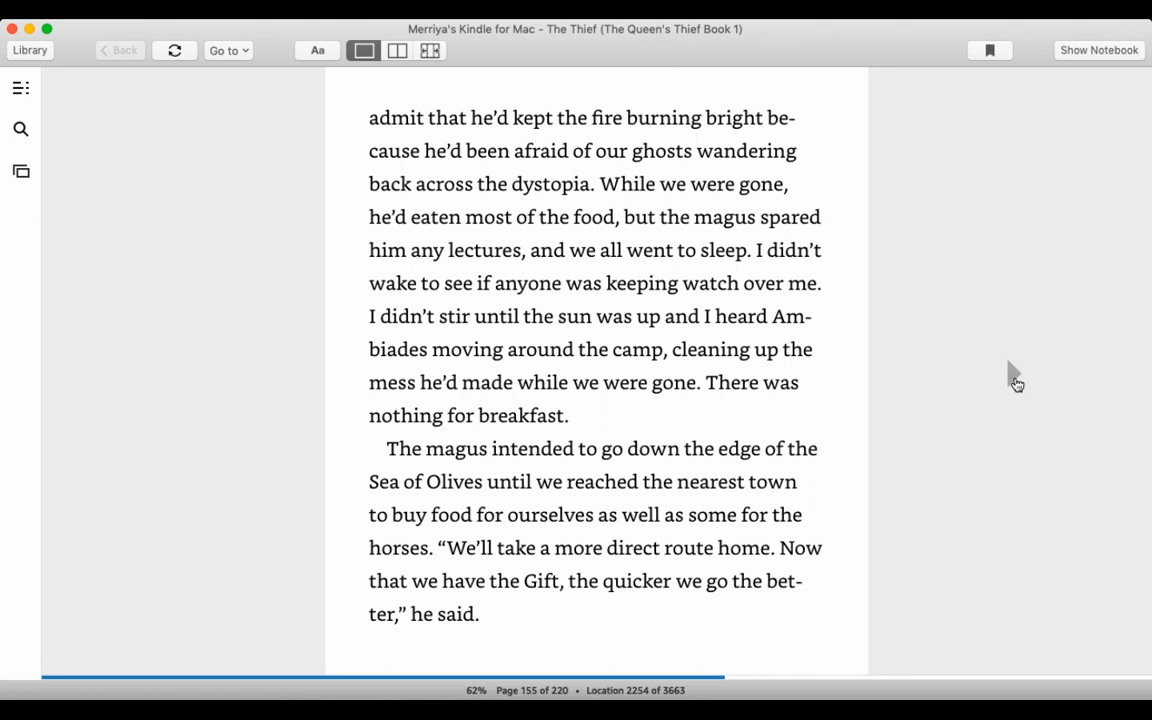 Merriya's Kindle for Mac - The Thief (The Queen's Thief Book 1)
Library
Back
Go to
Aa
Show Notebook
admit that he’d kept the fire burning bright be-
cause he’d been afraid of our ghosts wandering
back across the dystopia. While we were gone,
he’d eaten most of the food, but the magus spared
him any lectures, and we all went to sleep. I didn’t
wake to see if anyone was keeping watch over me.
I didn’t stir until the sun was up and I heard Am-
biades moving around the camp, cleaning up the
mess he’d made while we were gone. There was
nothing for breakfast.
The magus intended to go down the edge of the
Sea of Olives until we reached the nearest town
to buy food for ourselves as well as some for the
horses. “We’ll take a more direct route home. Now
that we have the Gift, the quicker we go the bet-
ter,” he said.
62% Page 155 of 220 • Location 2254 of 3663